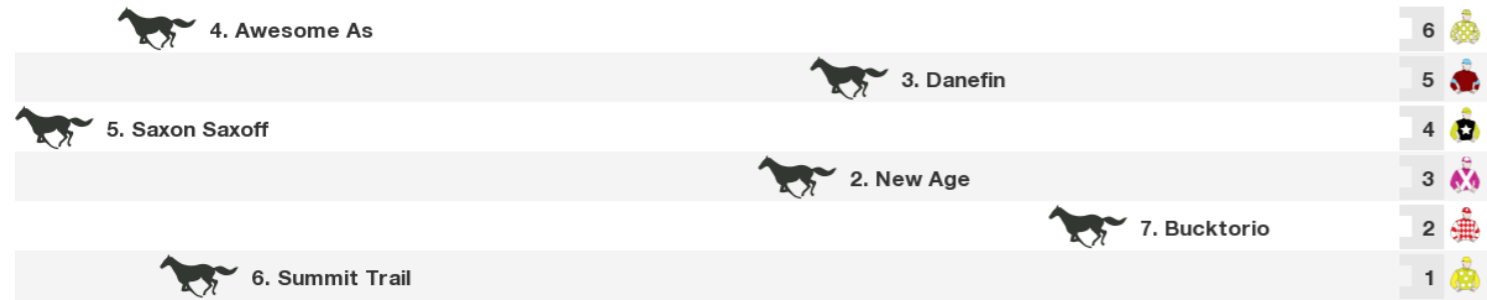 4. Awesome As 6
3. Danefin 5
5. Saxon Saxoff 4
2. New Age 3
7. Bucktorio 2
6. Summit Trail 1